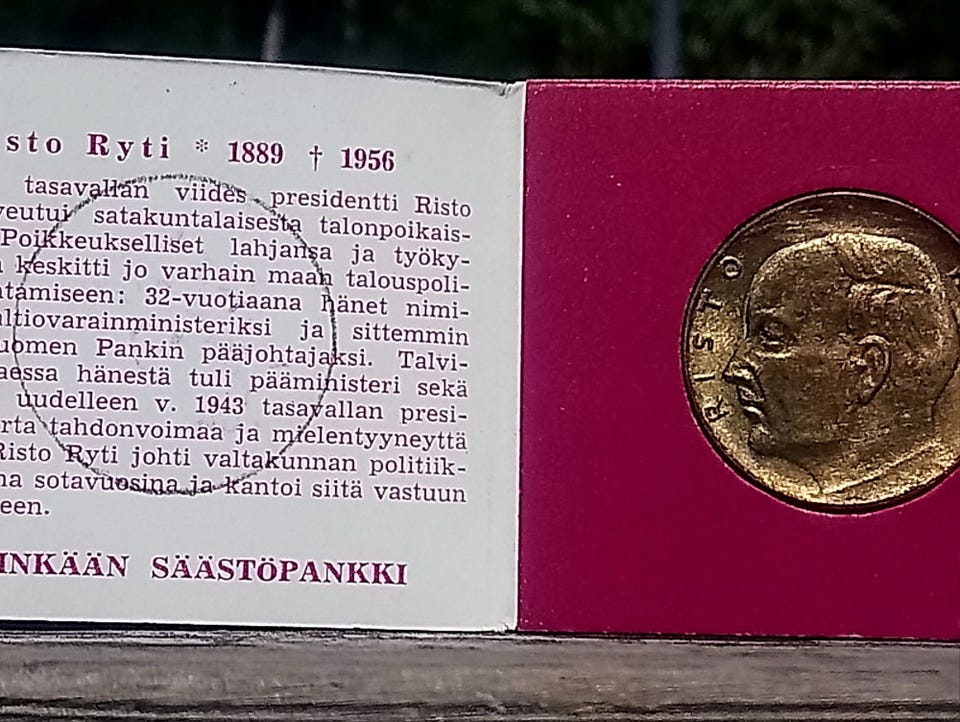 sto Ryti * 1889 † 1956
tasavallan viides presidentti Risto
veutui satakuntalaisesta talonpoikais-
Poikkeukselliset lahjansa ja työky-
keskitti jo varhain maan talouspoli-
tamiseen: 32-vuotiaana hänet nimi-
ltiovarainministeriksi ja sittemmin
uomen Pankin pääjohtajaksi. Talvi-
aessa hänestä tuli pääministeri sekä
uudelleen v. 1943 tasavallan presi-
rta tahdonvoimaa ja mielentyyneyttä
Risto Ryti johti valtakunnan politiik-
na sotavuosina ja kantoi siitä vastuun
een.
INKÄÄN SÄÄSTÖPANKKI
RISTO